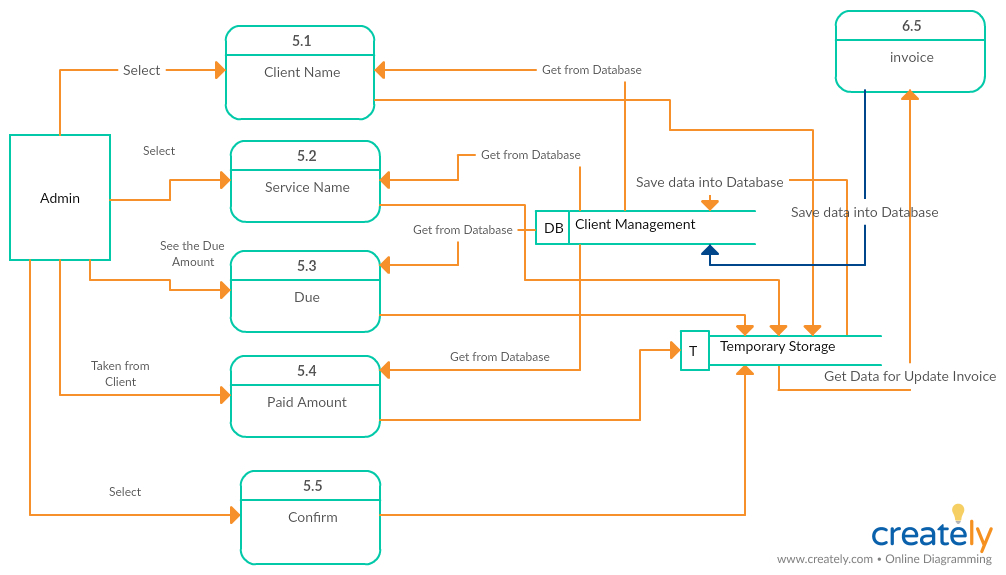 6.5
invoice
5.1
Client Name
Select
Get from Database
Select
5.2
Service Name
Get from Database
Save data into Database
Admin
Save data into Database
DB
Client Management
Get from Database
See the Due
Amount
5.3
Due
T
Temporary Storage
Get from Database
Taken from
Client
5.4
Paid Amount
Get Data for Update Invoice
5.5
Confirm
Select
creately
www.creately.com • Online Diagramming